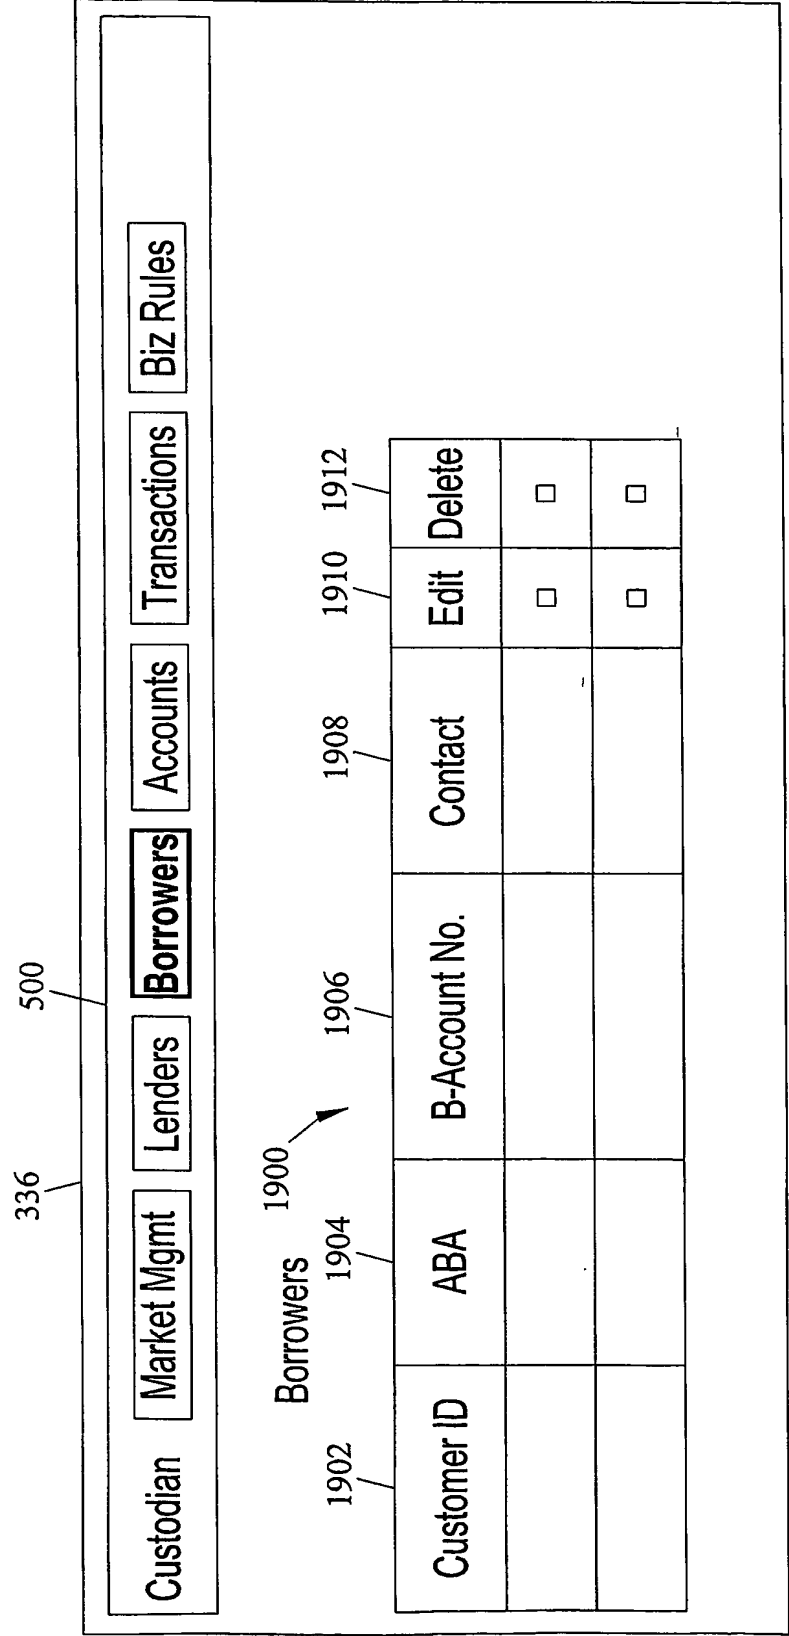 336
500
Custodian Market Mgmt Lenders Borrowers Accounts Transactions Biz Rules
Borrowers
1900
1902 1904 1906 1908 1910 1912
Customer ID ABA B-Account No. Contact Edit Delete